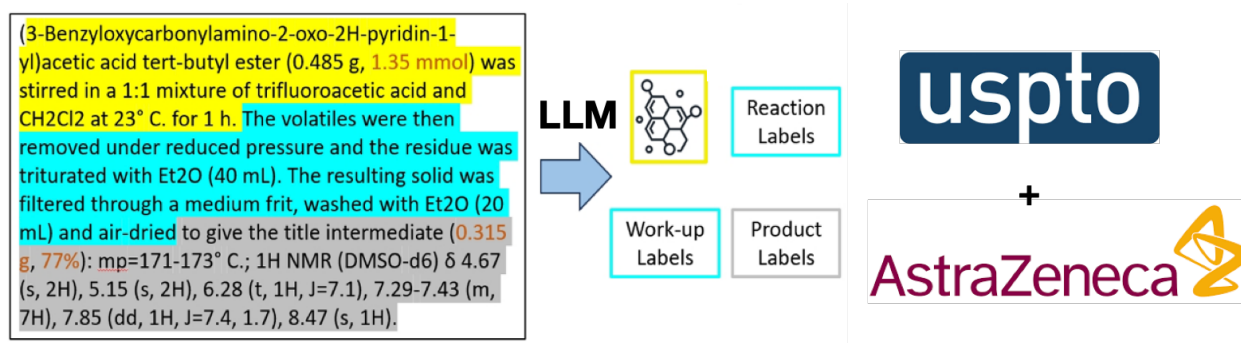 (3-Benzyloxycarbonylamino-2-oxo-2H-pyridin-1-
yl)acetic acid tert-butyl ester (0.485 g, 1.35 mmol) was
stirred in a 1:1 mixture of trifluoroacetic acid and
CH2Cl2 at 23° C. for 1 h. The volatiles were then
removed under reduced pressure and the residue was
triturated with Et2O (40 mL). The resulting solid was
filtered through a medium frit, washed with Et2O (20
mL) and air-dried to give the title intermediate (0.315
g, 77%): mp=171-173° C.; 1H NMR (DMSO-d6) δ 4.67
(s, 2H), 5.15 (s, 2H), 6.28 (t, 1H, J=7.1), 7.29-7.43 (m,
7H), 7.85 (dd, 1H, J=7.4, 1.7), 8.47 (s, 1H).
LLM
Reaction
Labels
Work-up
Labels
Product
Labels
uspto
+
AstraZeneca